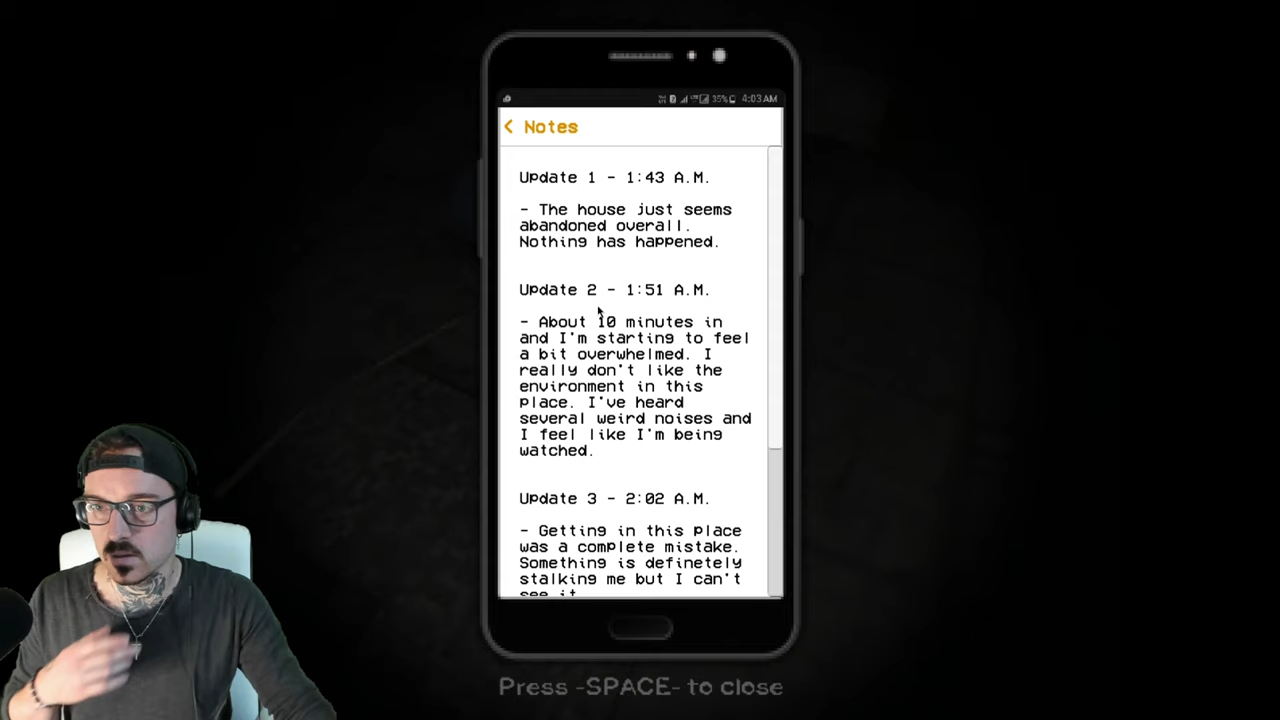 35% 4:03 AM
< Notes
Update 1 - 1:43 A.M.
- The house just seems
abandoned overall.
Nothing has happened.
Update 2 - 1:51 A.M.
- About 10 minutes in
and I'm starting to feel
a bit overwhelmed. I
really don't like the
environment in this
place. I've heard
several weird noises and
I feel like I'm being
watched.
Update 3 - 2:02 A.M.
- Getting in this place
was a complete mistake.
Something is definetely
stalking me but I can't
see it
Press -SPACE- to close